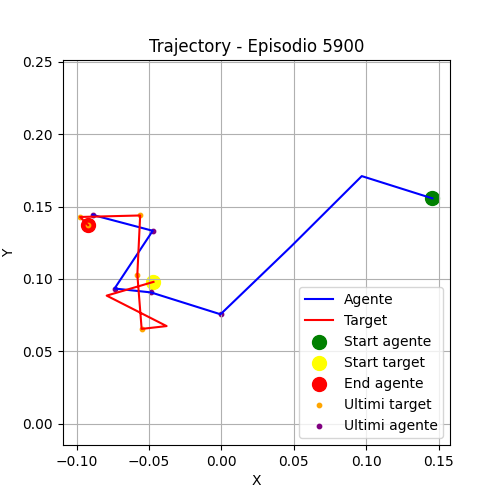 Trajectory - Episodio 5900
Y
0.25
0.20
0.15
0.10
0.05
0.00
−0.10
−0.05
0.00
0.05
0.10
0.15
X
Agente
Target
Start agente
Start target
End agente
Ultimi target
Ultimi agente